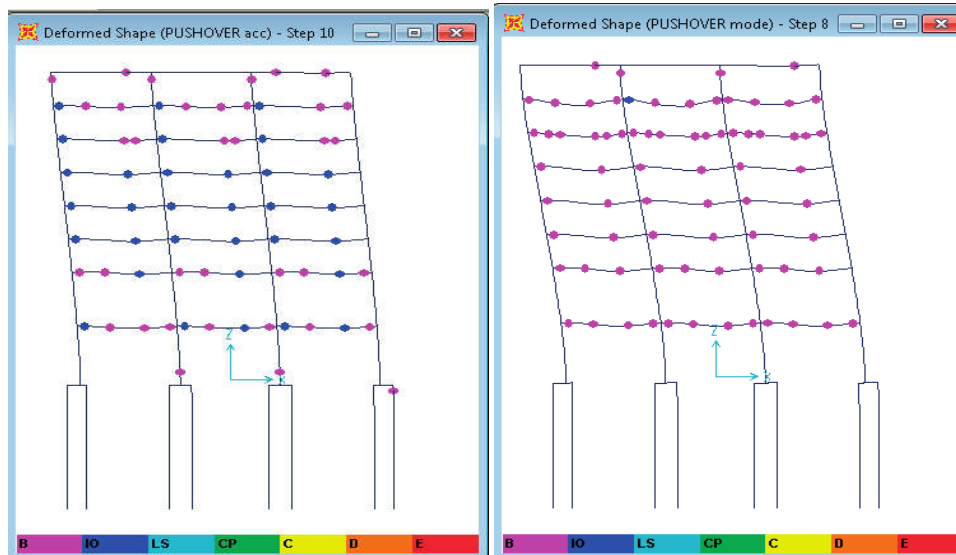 Deformed Shape (PUSHOVER acc) - Step 10
Z
X
B IO LS CP C D E
Deformed Shape (PUSHOVER mode) - Step 8
Z
X
B IO LS CP C D E